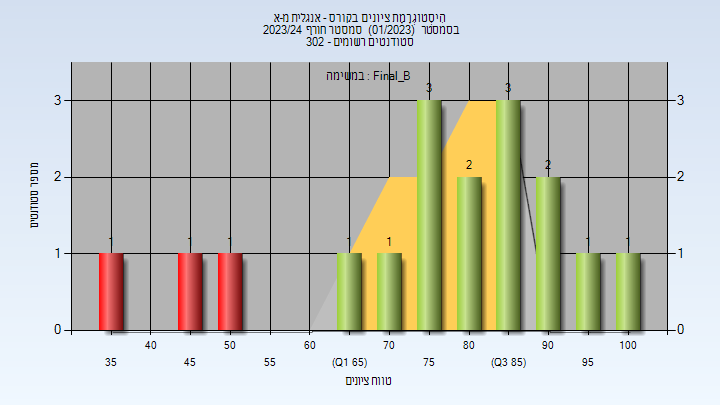 היסטוגרמת ציונים בקורס - אנגלית מ-א
בסמסטר (01/2023) סמסטר חורף 2023/24
סטודנטים רשומים - 302
במשימה : Final_B
3 3
3 3
2 2
2 2
1 1 1 1 1 1 1
1 1
0 0
40 50 60 70 80 90 100
35 45 55 (Q1 65) 75 (Q3 85) 95
מספר סטודנטים
טווח ציונים